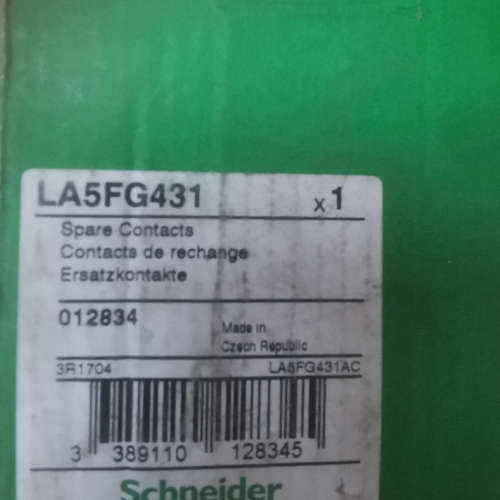 LA5FG431 x1
Spare Contacts
Contacts de rechange
Ersatzkontakte
012834
Made in
Czech Republic
3R1704 LA5FG431AC
3 389110 128345
Schneider